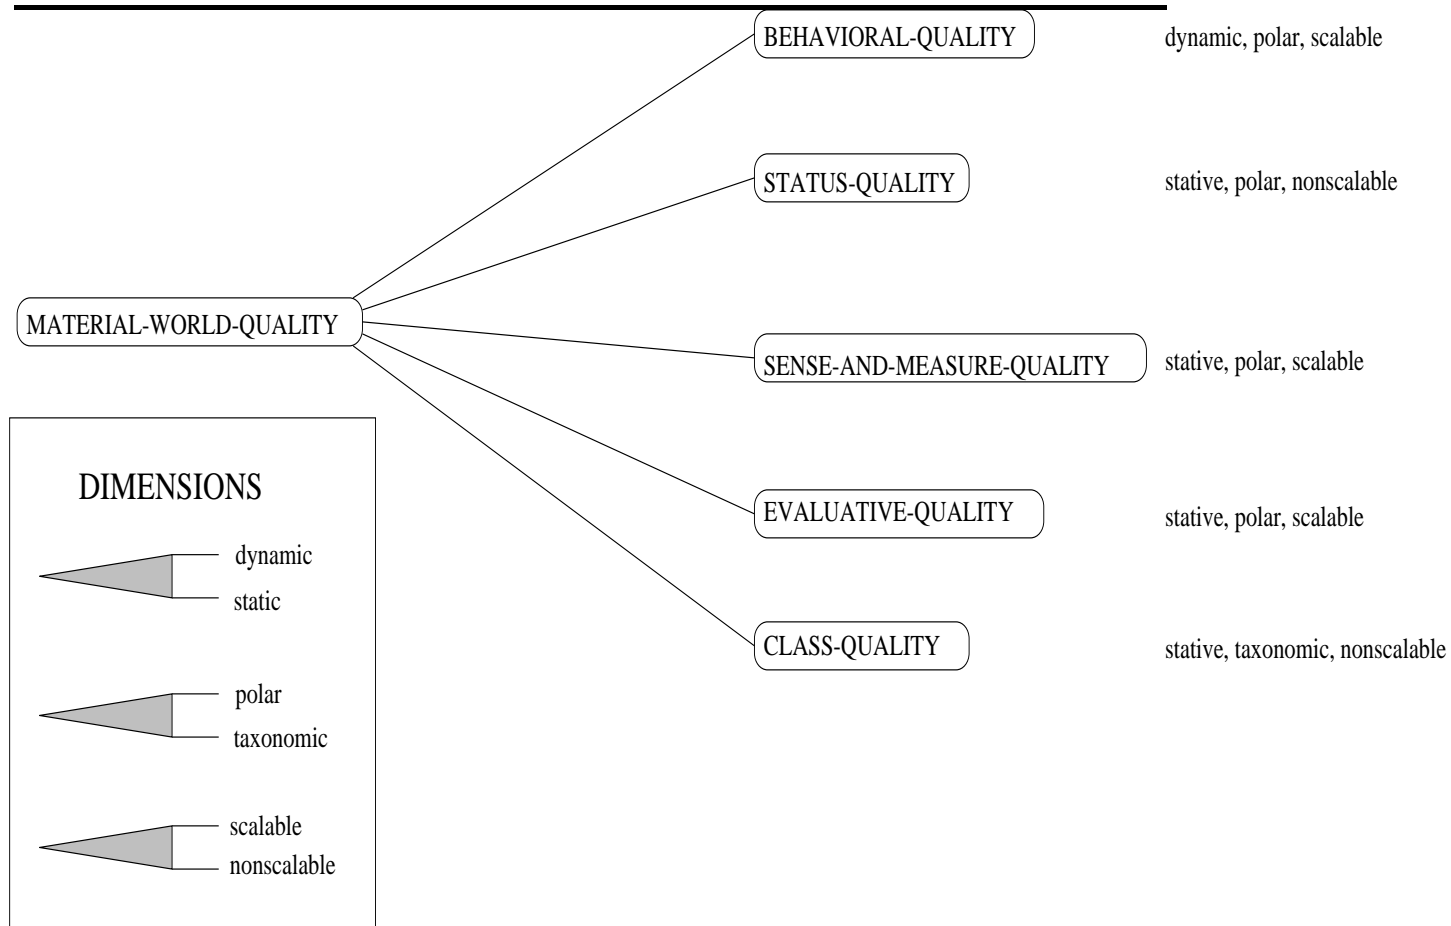 BEHAVIORAL-QUALITY dynamic, polar, scalable
STATUS-QUALITY stative, polar, nonscalable
MATERIAL-WORLD-QUALITY
SENSE-AND-MEASURE-QUALITY stative, polar, scalable
EVALUATIVE-QUALITY stative, polar, scalable
CLASS-QUALITY stative, taxonomic, nonscalable
DIMENSIONS
dynamic
static
polar
taxonomic
scalable
nonscalable